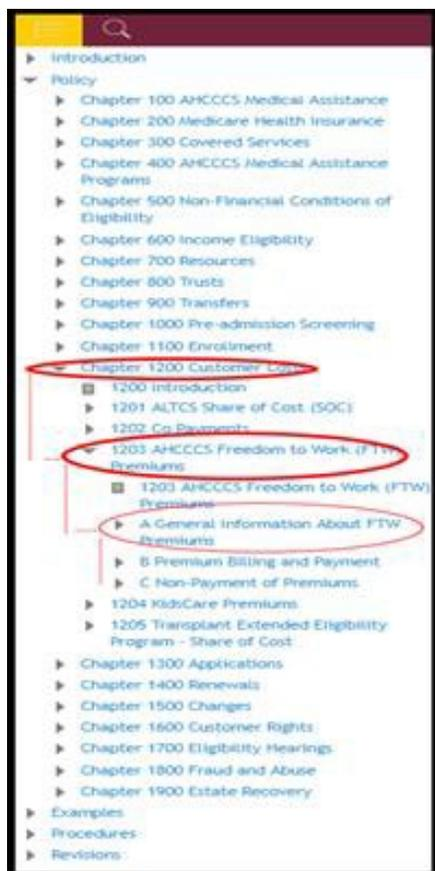 Introduction
Policy
Chapter 100 AHCCCS Medical Assistance
Chapter 200 Medicare Health Insurance
Chapter 300 Covered Services
Chapter 400 AHCCCS Medical Assistance
Programs
Chapter 500 Non-Financial Conditions of
Eligibility
Chapter 600 Income Eligibility
Chapter 700 Resources
Chapter 800 Trusts
Chapter 900 Transfers
Chapter 1000 Pre-admission Screening
Chapter 1100 Enrollment
Chapter 1200 Customer Costs
1200 Introduction
1201 ALTCS Share of Cost (SOC)
1202 Co Payments
1203 AHCCCS Freedom to Work (FTW)
Premiums
1203 AHCCCS Freedom to Work (FTW)
Premiums
A General Information About FTW
Premiums
B Premium Billing and Payment
C Non-Payment of Premiums
1204 KidsCare Premiums
1205 Transplant Extended Eligibility
Program - Share of Cost
Chapter 1300 Applications
Chapter 1400 Renewals
Chapter 1500 Changes
Chapter 1600 Customer Rights
Chapter 1700 Eligibility Hearings
Chapter 1800 Fraud and Abuse
Chapter 1900 Estate Recovery
Examples
Procedures
Revisions